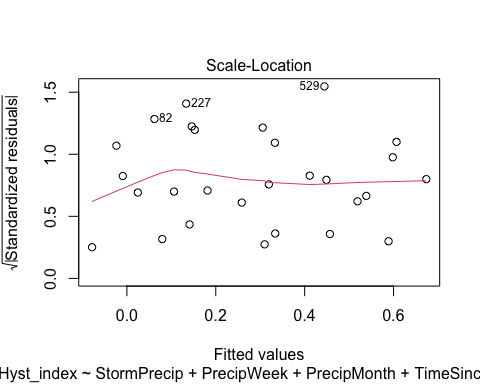 Scale-Location
√|Standardized residuals|
1.5
1.0
0.5
0.0
529
227
82
0.0 0.2 0.4 0.6
Fitted values
Hyst_index ~ StormPrecip + PrecipWeek + PrecipMonth + TimeSinc